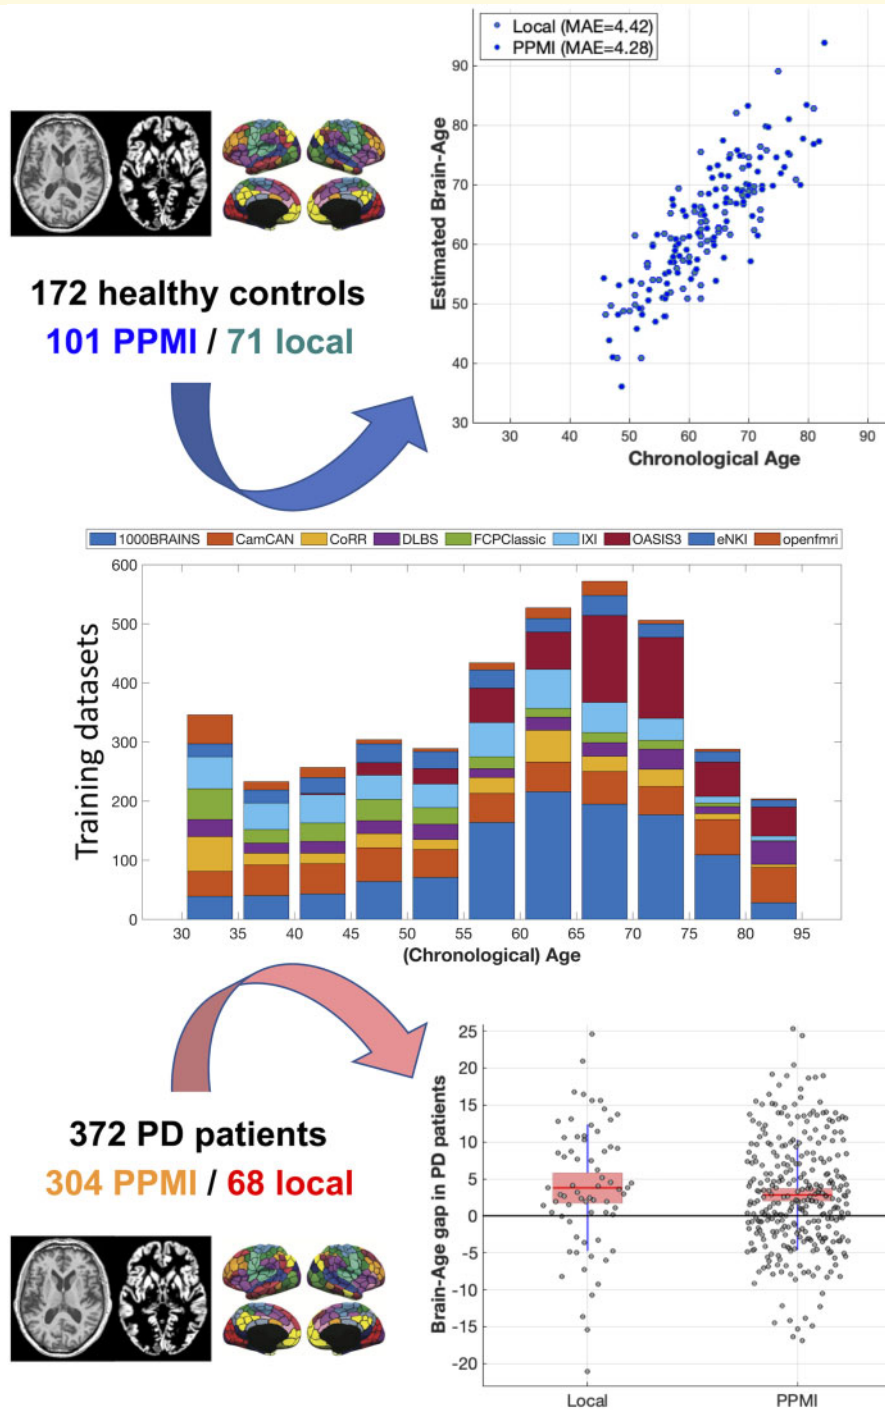 Local (MAE=4.42)
PPMI (MAE=4.28)
90
80
70
60
50
40
30
Estimated Brain-Age
30 40 50 60 70 80 90
Chronological Age
172 healthy controls
101 PPMI / 71 local
1000BRAINS CamCAN CoRR DLBS FCPClassic IXI OASIS3 eNKI openfmri
600
500
400
300
200
100
0
Training datasets
30 35 40 45 50 55 60 65 70 75 80 95
(Chronological) Age
372 PD patients
304 PPMI / 68 local
25
20
15
10
5
0
-5
-10
-15
-20
Brain-Age gap in PD patients
Local PPMI